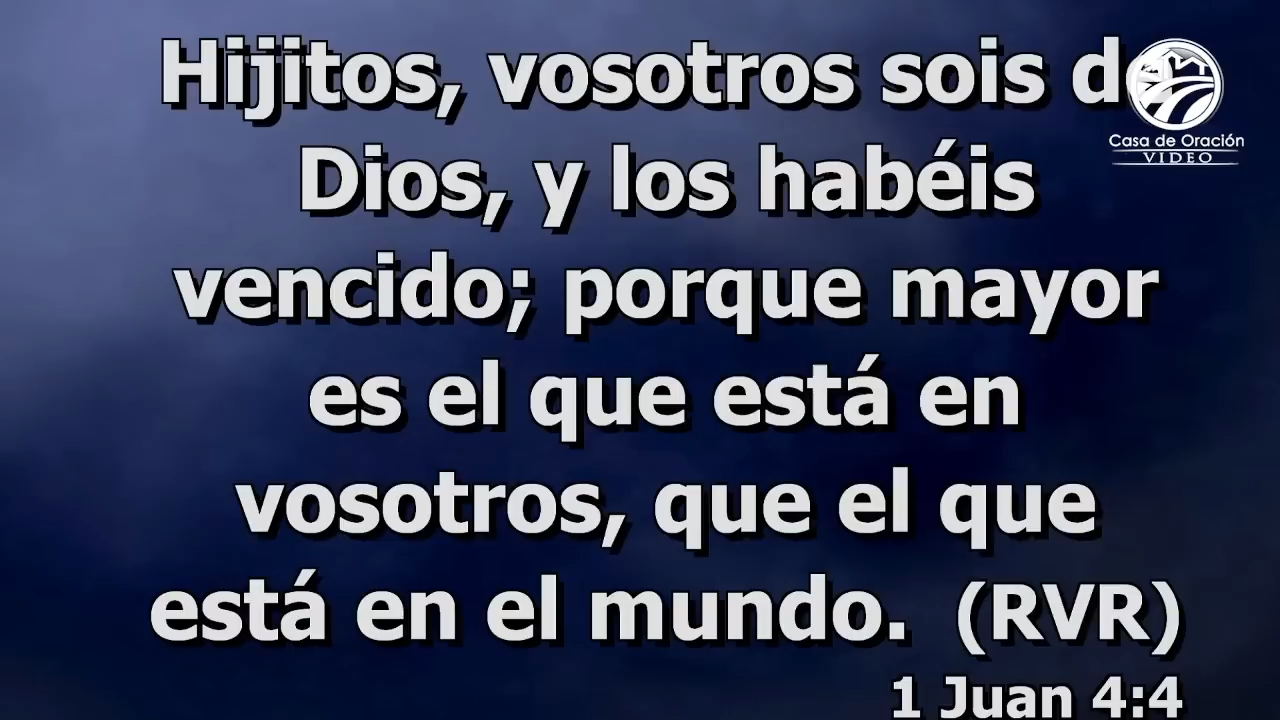 Hijitos, vosotros sois de
Dios, y los habéis
vencido; porque mayor
es el que está en
vosotros, que el que
está en el mundo. (RVR)
1 Juan 4:4
Casa de Oración
VIDEO